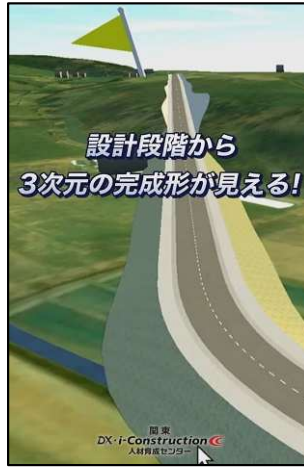 設計段階から
3次元の完成形が見える!
関東
DX・i-Construction
人材育成センター